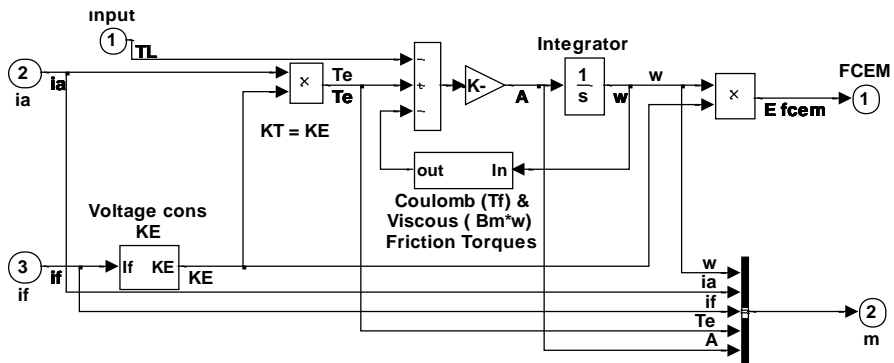 Input
1
TL
2
ia
ia
×
Te
Te
KT = KE
-
+
-
K-
A
Integrator
1
s
w
w
×
FCEM
E fcem
1
out
In
Coulomb (Tf) &
Viscous ( Bm*w)
Friction Torques
Voltage cons
KE
3
if
if
If
KE
KE
w
ia
if
Te
A
2
m